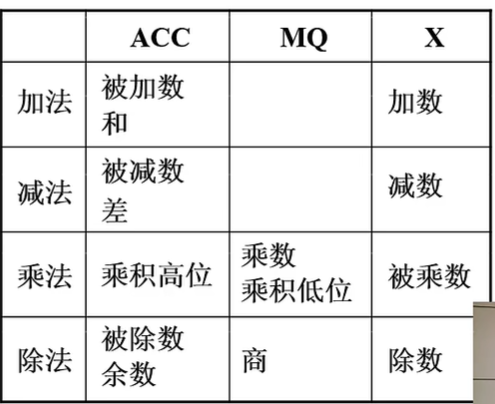 ACC MQ X
加法 被加数 加数
和
减法 被减数 减数
差
乘法 乘积高位 乘数 被乘数
乘积低位
除法 被除数 商 除数
余数